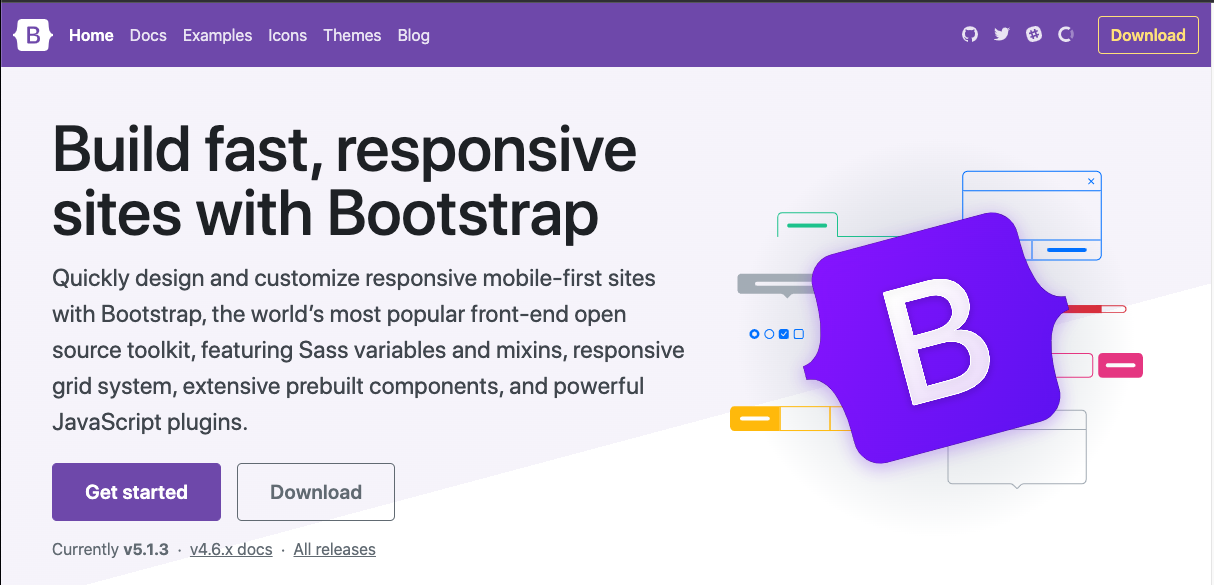 B Home Docs Examples Icons Themes Blog Download
Build fast, responsive
sites with Bootstrap
Quickly design and customize responsive mobile-first sites
with Bootstrap, the world’s most popular front-end open
source toolkit, featuring Sass variables and mixins, responsive
grid system, extensive prebuilt components, and powerful
JavaScript plugins.
Get started Download
Currently v5.1.3 · v4.6.x docs · All releases
B